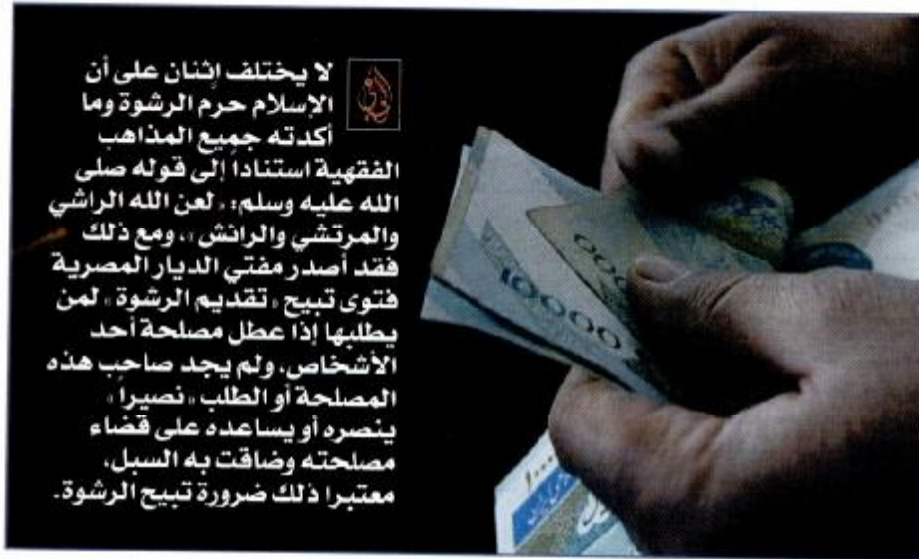 لا يختلف إثنان على أن
الإسلام حرم الرشوة وما
أكدته جميع المذاهب
الفقهية استناداً إلى قوله صلى
الله عليه وسلم: «لعن الله الراشي
والمرتشي والرائش»، ومع ذلك
فقد أصدر مفتي الديار المصرية
فتوى تبيح «تقديم الرشوة» لمن
يطلبها إذا عطل مصلحة أحد
الأشخاص، ولم يجد صاحب هذه
المصلحة أو الطلب «نصيراً»
ينصره أو يساعده على قضاء
مصلحته وضاقت به السبل،
معتبرا ذلك ضرورة تبيح الرشوة.
10000
000